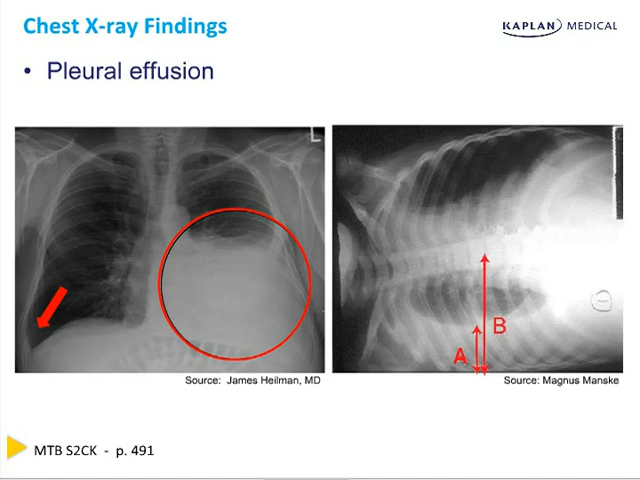 Chest X-ray Findings
KAPLAN MEDICAL
• Pleural effusion
L
B
A
Source: James Heilman, MD
Source: Magnus Manske
MTB S2CK - p. 491